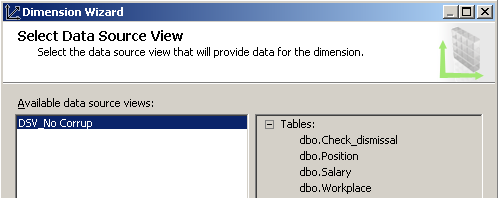 Dimension Wizard
Select Data Source View
Select the data source view that will provide data for the dimension.
Available data source views:
DSV_No Corrup
Tables:
dbo.Check_dismissal
dbo.Position
dbo.Salary
dbo.Workplace